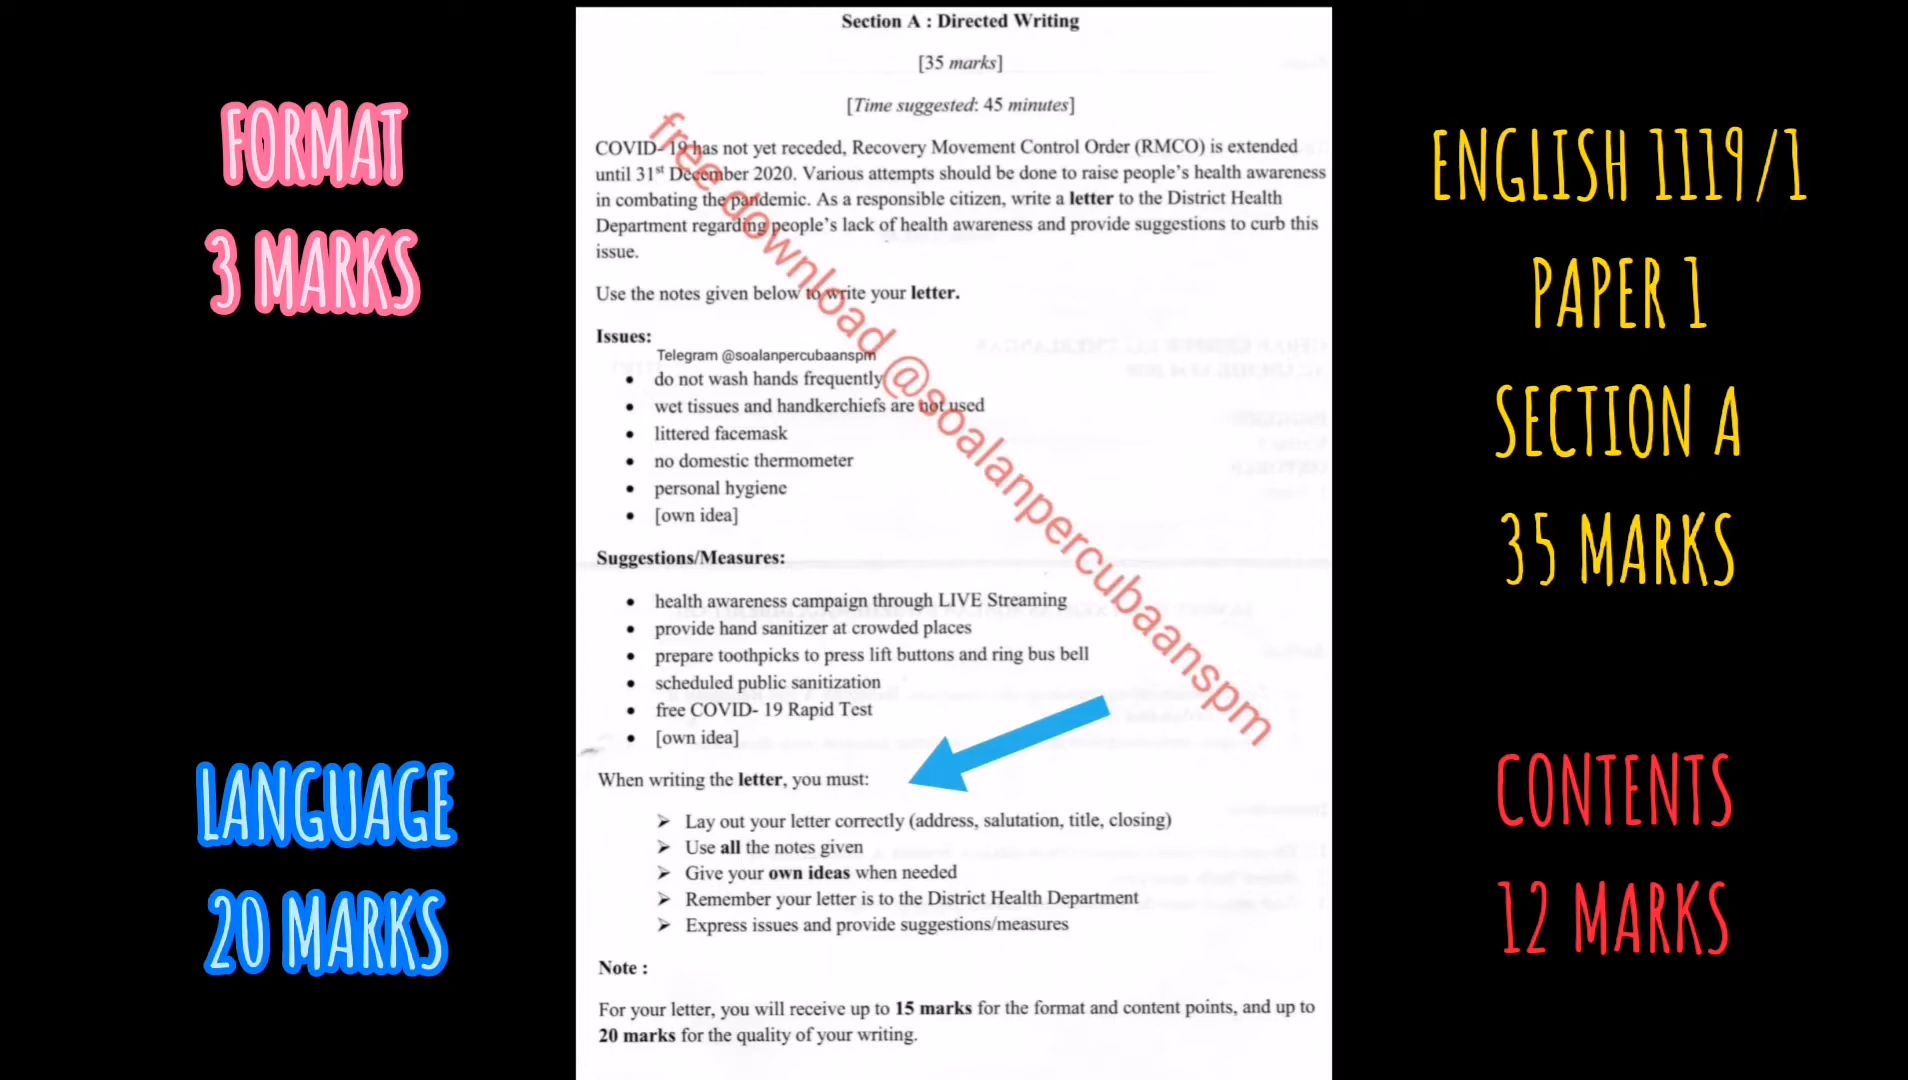 FORMAT
3 MARKS
LANGUAGE
20 MARKS
Section A : Directed Writing
[35 marks]
[Time suggested: 45 minutes]
COVID- 19 has not yet receded, Recovery Movement Control Order (RMCO) is extended
until 31st December 2020. Various attempts should be done to raise people's health awareness
in combating the pandemic. As a responsible citizen, write a letter to the District Health
Department regarding people's lack of health awareness and provide suggestions to curb this
issue.
Use the notes given below to write your letter.
Issues:
Telegram @soalanpercubaanspm
• do not wash hands frequently
• wet tissues and handkerchiefs are not used
• littered facemask
• no domestic thermometer
• personal hygiene
• [own idea]
Suggestions/Measures:
• health awareness campaign through LIVE Streaming
• provide hand sanitizer at crowded places
• prepare toothpicks to press lift buttons and ring bus bell
• scheduled public sanitization
• free COVID- 19 Rapid Test
• [own idea]
When writing the letter, you must:
➢ Lay out your letter correctly (address, salutation, title, closing)
➢ Use all the notes given
➢ Give your own ideas when needed
➢ Remember your letter is to the District Health Department
➢ Express issues and provide suggestions/measures
Note :
For your letter, you will receive up to 15 marks for the format and content points, and up to
20 marks for the quality of your writing.
free download @soalanpercubaanspm
ENGLISH 1119/1
PAPER 1
SECTION A
35 MARKS
CONTENTS
12 MARKS